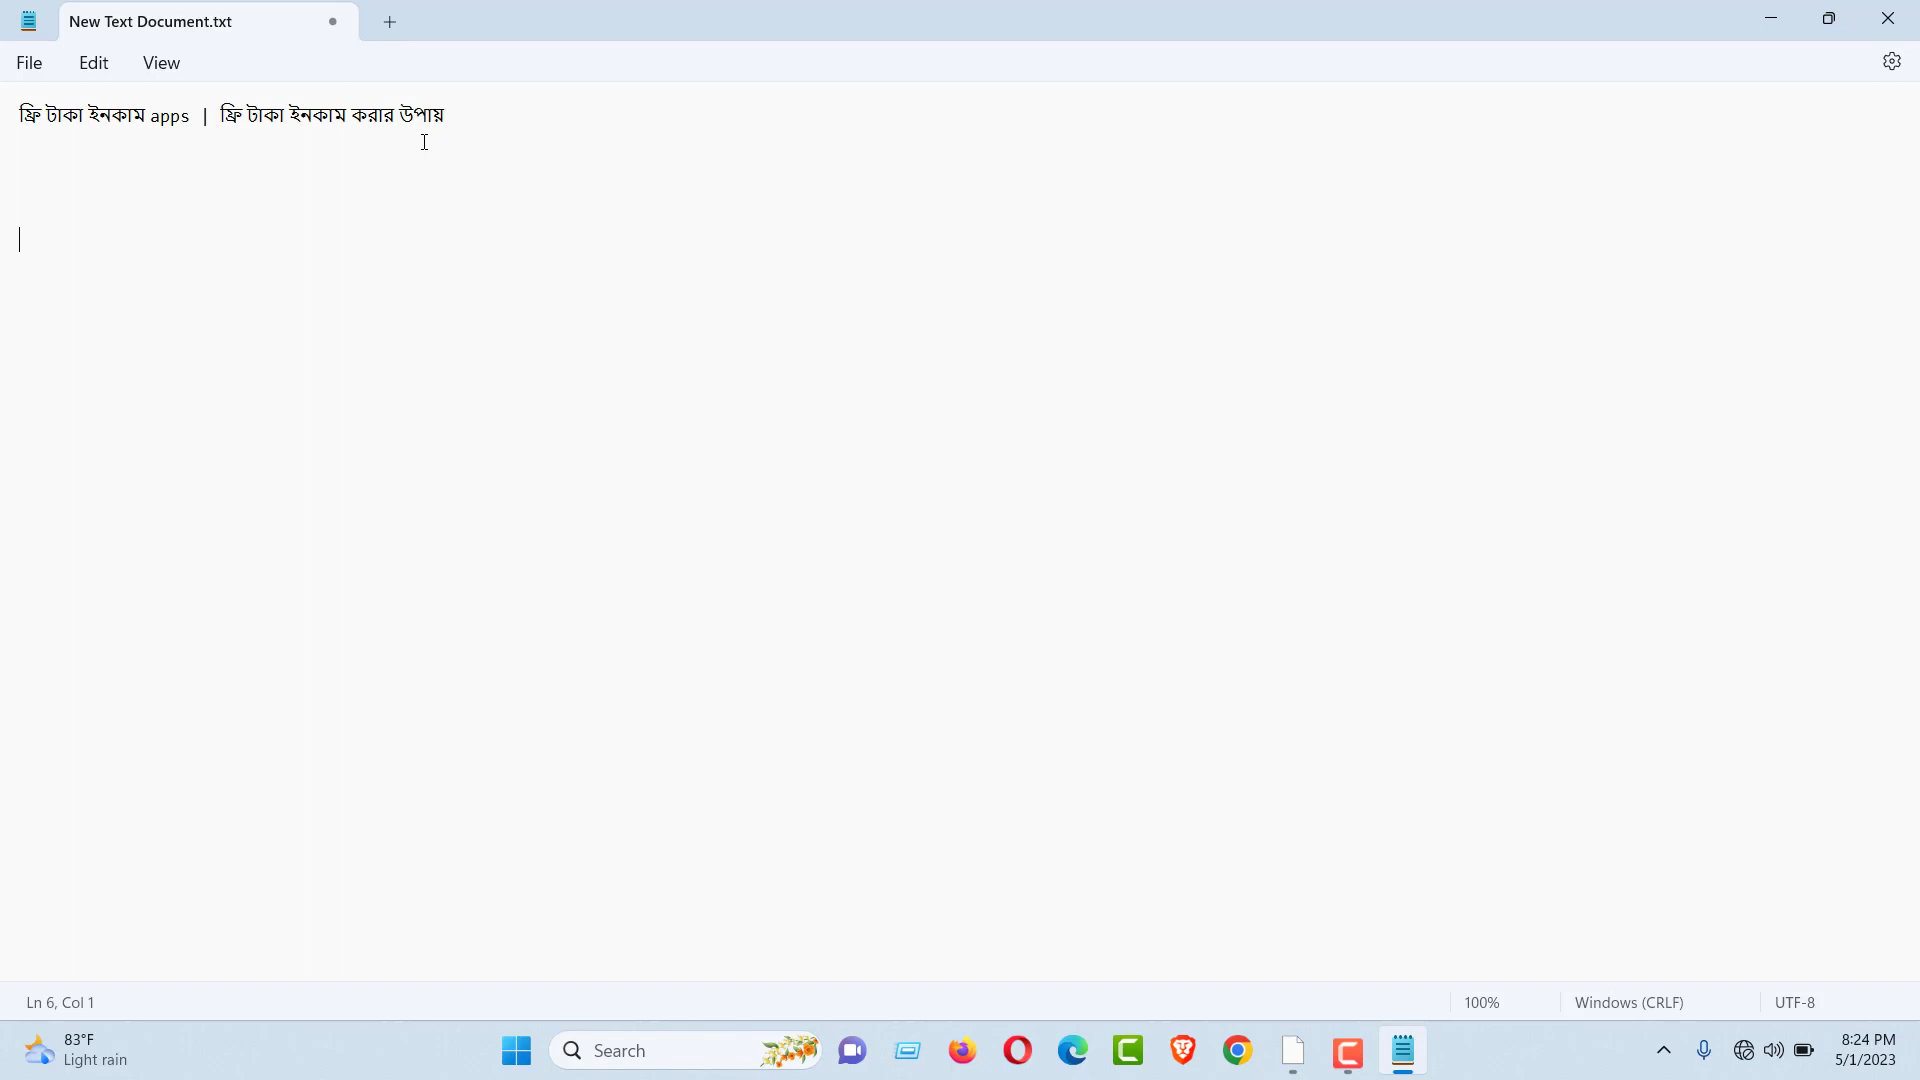 New Text Document.txt
File Edit View
ফ্রি টাকা ইনকাম apps | ফ্রি টাকা ইনকাম করার উপায়
Ln 6, Col 1 100% Windows (CRLF) UTF-8
83°F
Light rain
Search
8:24 PM
5/1/2023